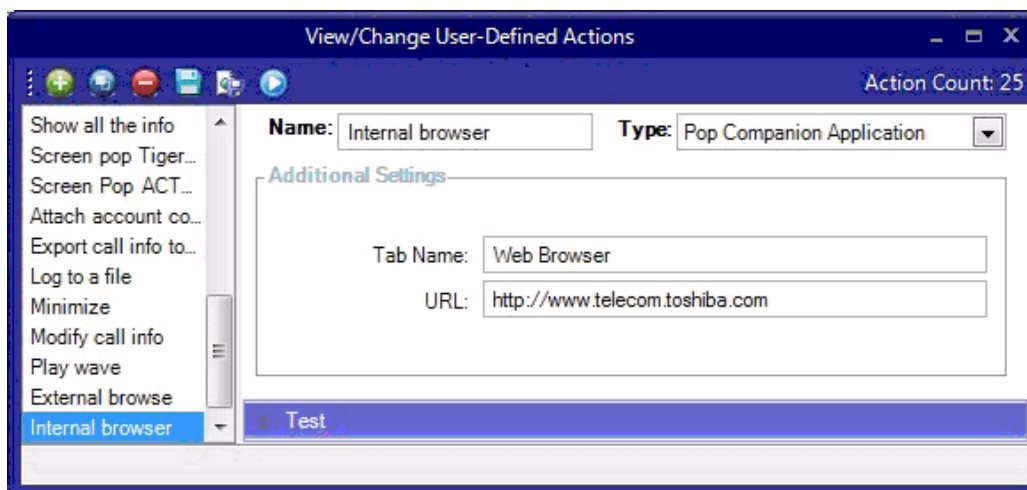 View/Change User-Defined Actions
Action Count: 25
Show all the info
Screen pop Tiger...
Screen Pop ACT...
Attach account co...
Export call info to...
Log to a file
Minimize
Modify call info
Play wave
External browse
Internal browser
Name: Internal browser Type: Pop Companion Application
Additional Settings
Tab Name: Web Browser
URL: http://www.telecom.toshiba.com
Test